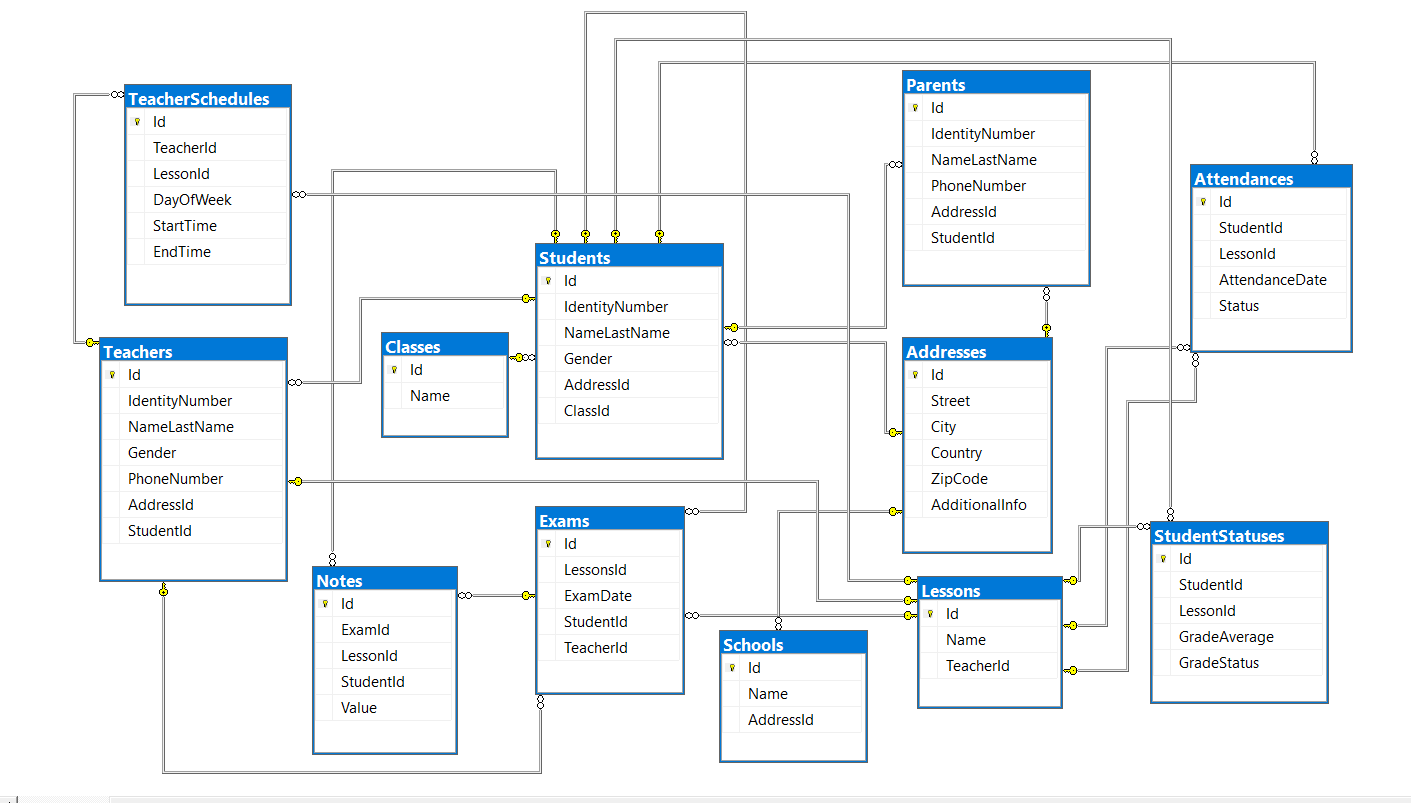 TeacherSchedules
Id
TeacherId
LessonId
DayOfWeek
StartTime
EndTime
Parents
Id
IdentityNumber
NameLastName
PhoneNumber
AddressId
StudentId
Attendances
Id
StudentId
LessonId
AttendanceDate
Status
Students
Id
IdentityNumber
NameLastName
Gender
AddressId
ClassId
Classes
Id
Name
Teachers
Id
IdentityNumber
NameLastName
Gender
PhoneNumber
AddressId
StudentId
Addresses
Id
Street
City
Country
ZipCode
AdditionalInfo
Exams
Id
LessonsId
ExamDate
StudentId
TeacherId
StudentStatuses
Id
StudentId
LessonId
GradeAverage
GradeStatus
Notes
Id
ExamId
LessonId
StudentId
Value
Lessons
Id
Name
TeacherId
Schools
Id
Name
AddressId